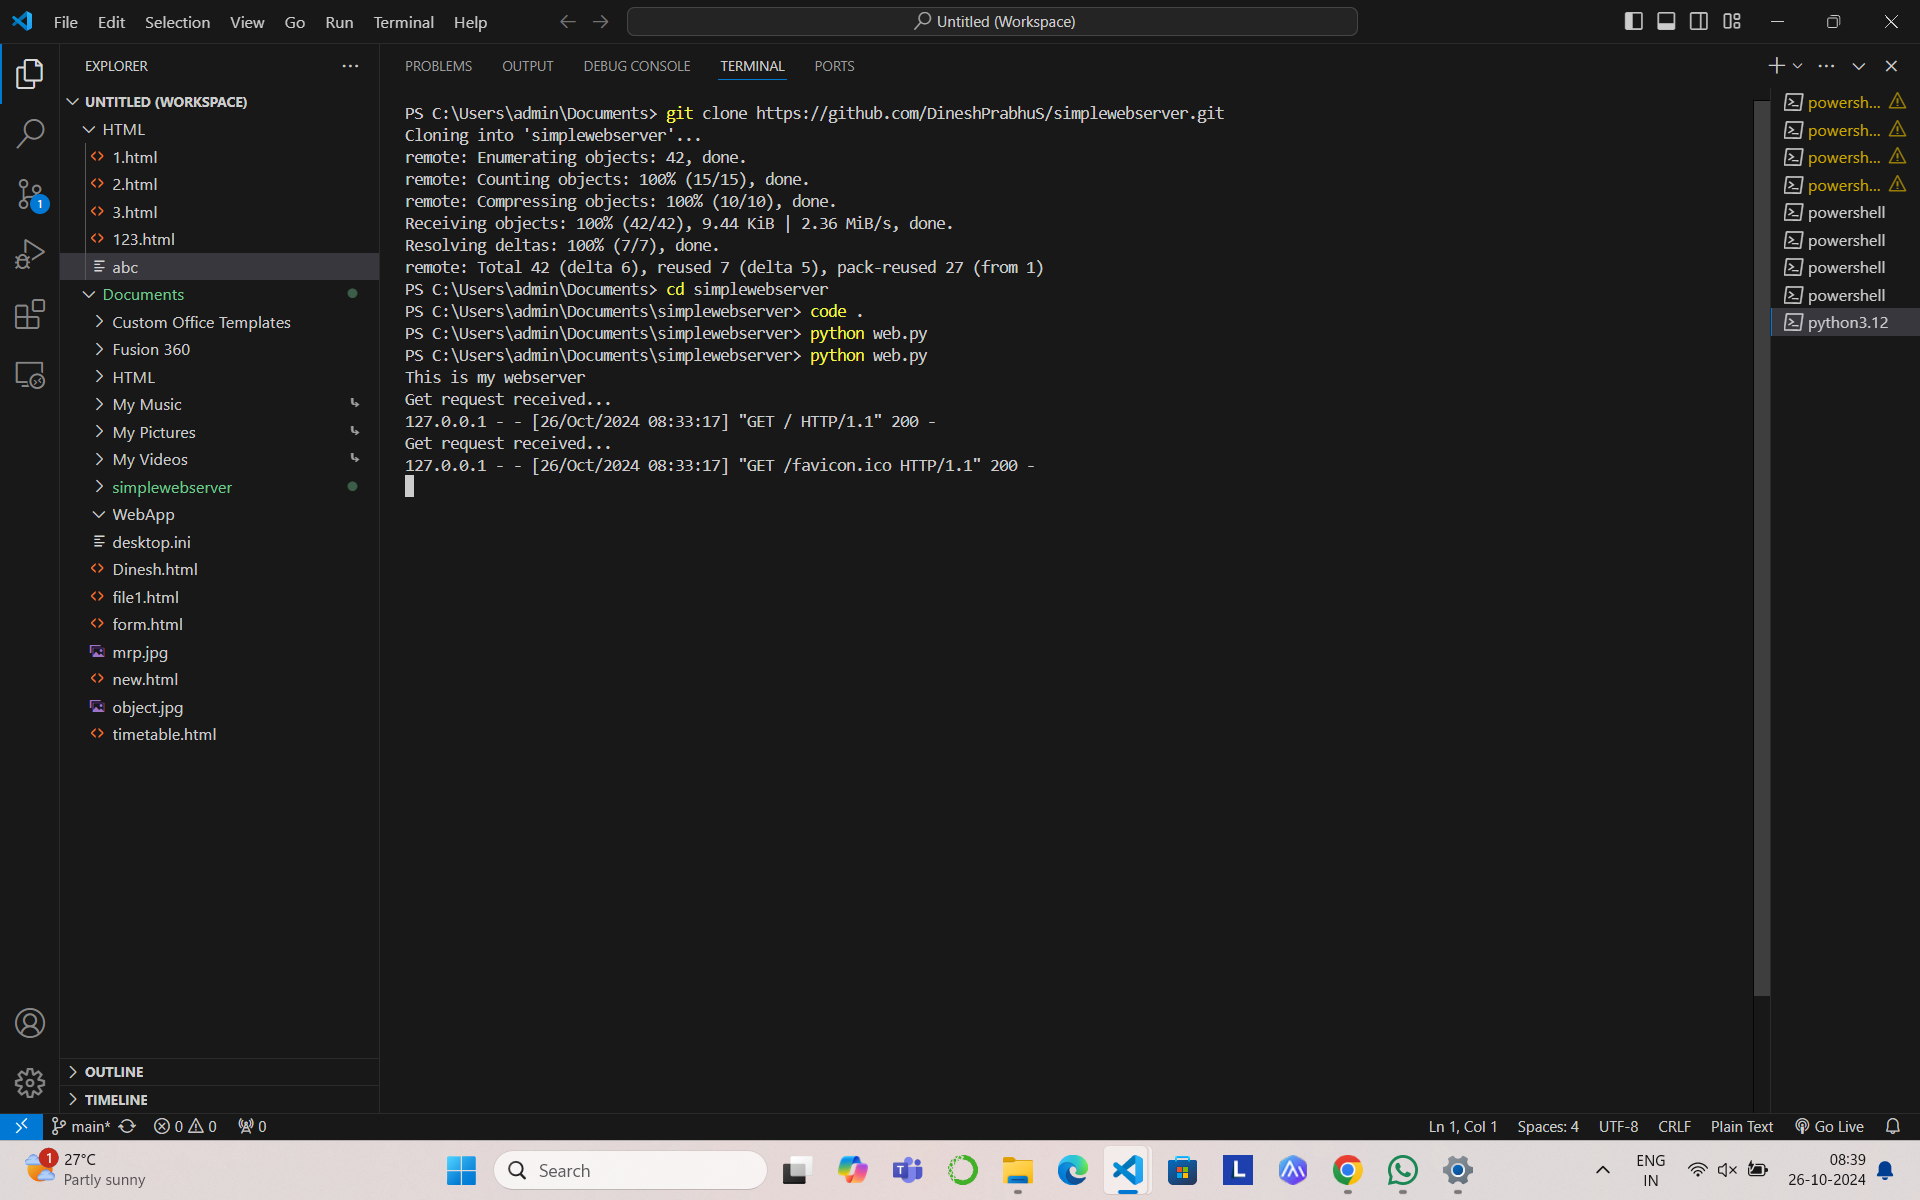 File Edit Selection View Go Run Terminal Help
Untitled (Workspace)
EXPLORER
UNTITLED (WORKSPACE)
HTML
1.html
2.html
3.html
123.html
abc
Documents
Custom Office Templates
Fusion 360
HTML
My Music
My Pictures
My Videos
simplewebserver
WebApp
desktop.ini
Dinesh.html
file1.html
form.html
mrp.jpg
new.html
object.jpg
timetable.html
OUTLINE
TIMELINE
PROBLEMS OUTPUT DEBUG CONSOLE TERMINAL PORTS
PS C:\Users\admin\Documents> git clone https://github.com/DineshPrabhuS/simplewebserver.git
Cloning into 'simplewebserver'...
remote: Enumerating objects: 42, done.
remote: Counting objects: 100% (15/15), done.
remote: Compressing objects: 100% (10/10), done.
Receiving objects: 100% (42/42), 9.44 KiB | 2.36 MiB/s, done.
Resolving deltas: 100% (7/7), done.
remote: Total 42 (delta 6), reused 7 (delta 5), pack-reused 27 (from 1)
PS C:\Users\admin\Documents> cd simplewebserver
PS C:\Users\admin\Documents\simplewebserver> code .
PS C:\Users\admin\Documents\simplewebserver> python web.py
PS C:\Users\admin\Documents\simplewebserver> python web.py
This is my webserver
Get request received...
127.0.0.1 - - [26/Oct/2024 08:33:17] "GET / HTTP/1.1" 200 -
Get request received...
127.0.0.1 - - [26/Oct/2024 08:33:17] "GET /favicon.ico HTTP/1.1" 200 -
powersh...
powersh...
powersh...
powersh...
powershell
powershell
powershell
powershell
python3.12
1
main* 0 0 0
Ln 1, Col 1 Spaces: 4 UTF-8 CRLF Plain Text Go Live
1
27°C
Partly sunny
Search
L
ENG
IN
08:39
26-10-2024